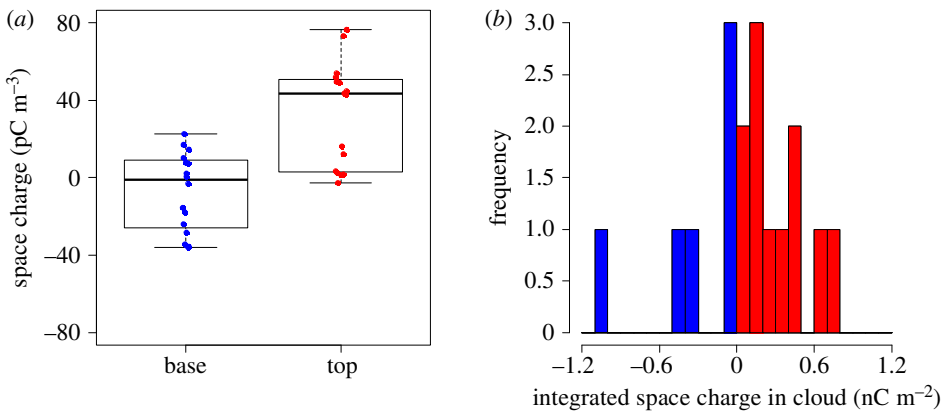 (a)
80
40
0
–40
–80
space charge (pC m⁻³)
base
top
(b)
3.0
2.5
2.0
1.5
1.0
0.5
0
frequency
–1.2
–0.6
0
0.6
1.2
integrated space charge in cloud (nC m⁻²)